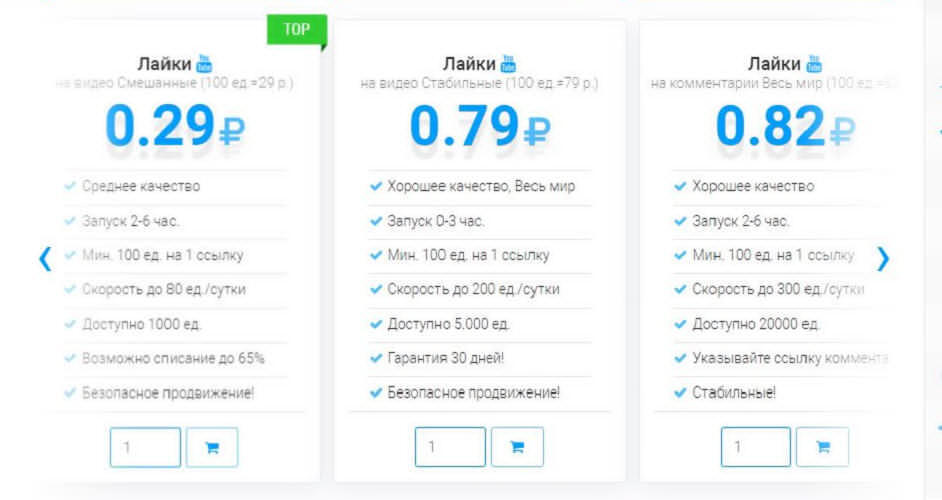 TOP
Лайки You Tube
на видео Смешанные (100 ед.=29 р.)
0.29₽
Среднее качество
Запуск 2-6 час.
Мин. 100 ед. на 1 ссылку
Скорость до 80 ед./сутки
Доступно 1000 ед.
Возможно списание до 65%
Безопасное продвижение!
1
Лайки You Tube
на видео Стабильные (100 ед.=79 р.)
0.79₽
Хорошее качество, Весь мир
Запуск 0-3 час.
Мин. 100 ед. на 1 ссылку
Скорость до 200 ед./сутки
Доступно 5.000 ед.
Гарантия 30 дней!
Безопасное продвижение!
1
Лайки You Tube
на комментарии Весь мир (100 ед.=
0.82₽
Хорошее качество
Запуск 2-6 час.
Мин. 100 ед. на 1 ссылку
Скорость до 300 ед./сутки
Доступно 20000 ед.
Указывайте ссылку коммента
Стабильные!
1